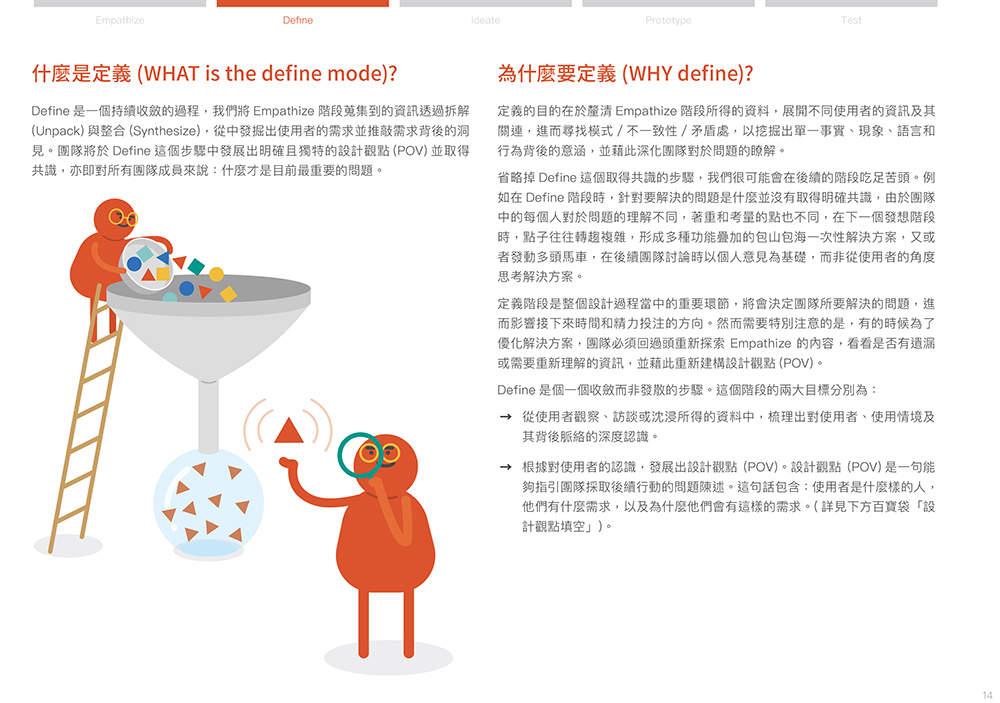 Empathize
Define
Ideate
Prototype
Test
什麼是定義 (WHAT is the define mode)?
Define 是一個持續收斂的過程，我們將 Empathize 階段蒐集到的資訊透過拆解
(Unpack) 與整合 (Synthesize)，從中發掘出使用者的需求並推敲需求背後的洞
見。團隊將於 Define 這個步驟中發展出明確且獨特的設計觀點 (POV) 並取得
共識，亦即對所有團隊成員來說：什麼才是目前最重要的問題。
為什麼要定義 (WHY define)?
定義的目的在於釐清 Empathize 階段所得的資料，展開不同使用者的資訊及其
關連，進而尋找模式 / 不一致性 / 矛盾處，以挖掘出單一事實、現象、語言和
行為背後的意涵，並藉此深化團隊對於問題的瞭解。
省略掉 Define 這個取得共識的步驟，我們很可能會在後續的階段吃足苦頭。例
如在 Define 階段時，針對要解決的問題是什麼並沒有取得明確共識，由於團隊
中的每個人對於問題的理解不同，著重和考量的點也不同，在下一個發想階段
時，點子往往轉趨複雜，形成多種功能疊加的包山包海一次性解決方案，又或
者發動多頭馬車，在後續團隊討論時以個人意見為基礎，而非從使用者的角度
思考解決方案。
定義階段是整個設計過程當中的重要環節，將會決定團隊所要解決的問題，進
而影響接下來時間和精力投注的方向。然而需要特別注意的是，有的時候為了
優化解決方案，團隊必須回過頭重新探索 Empathize 的內容，看看是否有遺漏
或需要重新理解的資訊，並藉此重新建構設計觀點 (POV)。
Define 是個一個收斂而非發散的步驟。這個階段的兩大目標分別為：
→ 從使用者觀察、訪談或沈浸所得的資料中，梳理出對使用者、使用情境及
其背後脈絡的深度認識。
→ 根據對使用者的認識，發展出設計觀點 (POV)。設計觀點 (POV) 是一句能
夠指引團隊採取後續行動的問題陳述。這句話包含：使用者是什麼樣的人，
他們有什麼需求，以及為什麼他們會有這樣的需求。( 詳見下方百寶袋「設
計觀點填空」)。
14